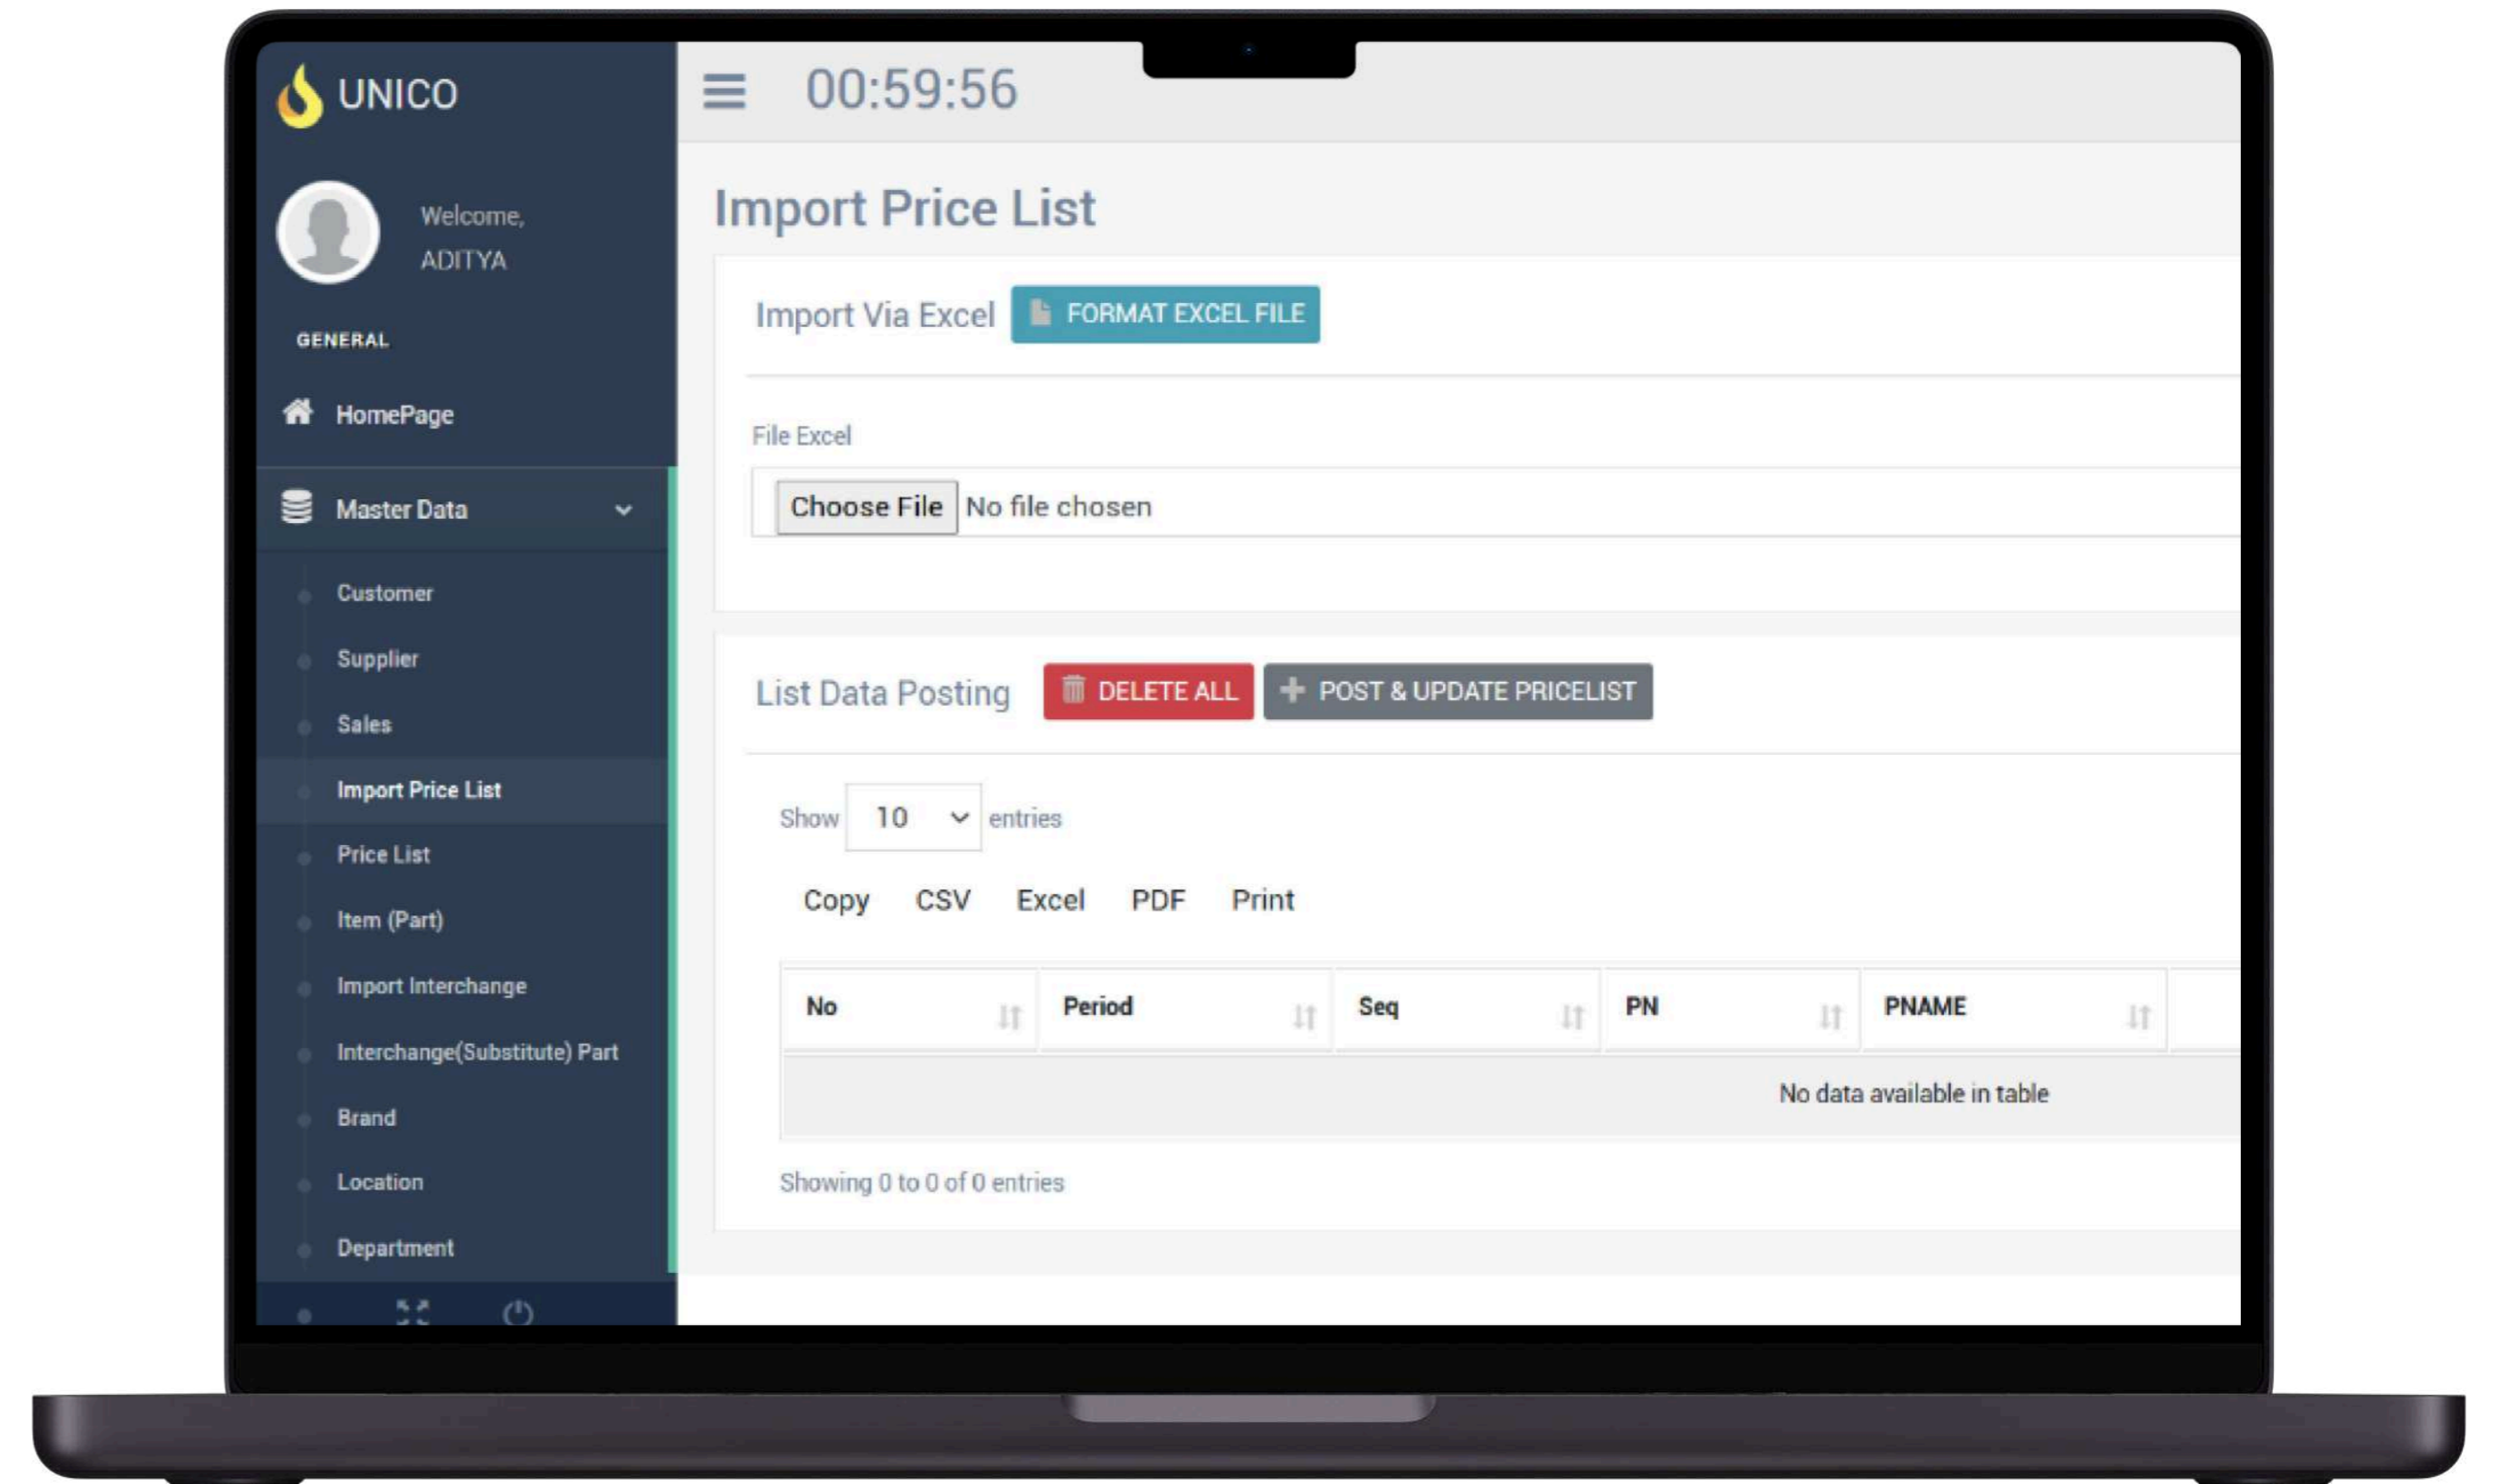 UNICO
00:59:56
Welcome,
ADITYA
GENERAL
HomePage
Master Data
Customer
Supplier
Sales
Import Price List
Price List
Item (Part)
Import Interchange
Interchange(Substitute) Part
Brand
Location
Department
Import Price List
Import Via Excel FORMAT EXCEL FILE
File Excel
Choose File No file chosen
List Data Posting DELETE ALL POST & UPDATE PRICELIST
Show 10 entries
Copy CSV Excel PDF Print
No Period Seq PN PNAME
No data available in table
Showing 0 to 0 of 0 entries